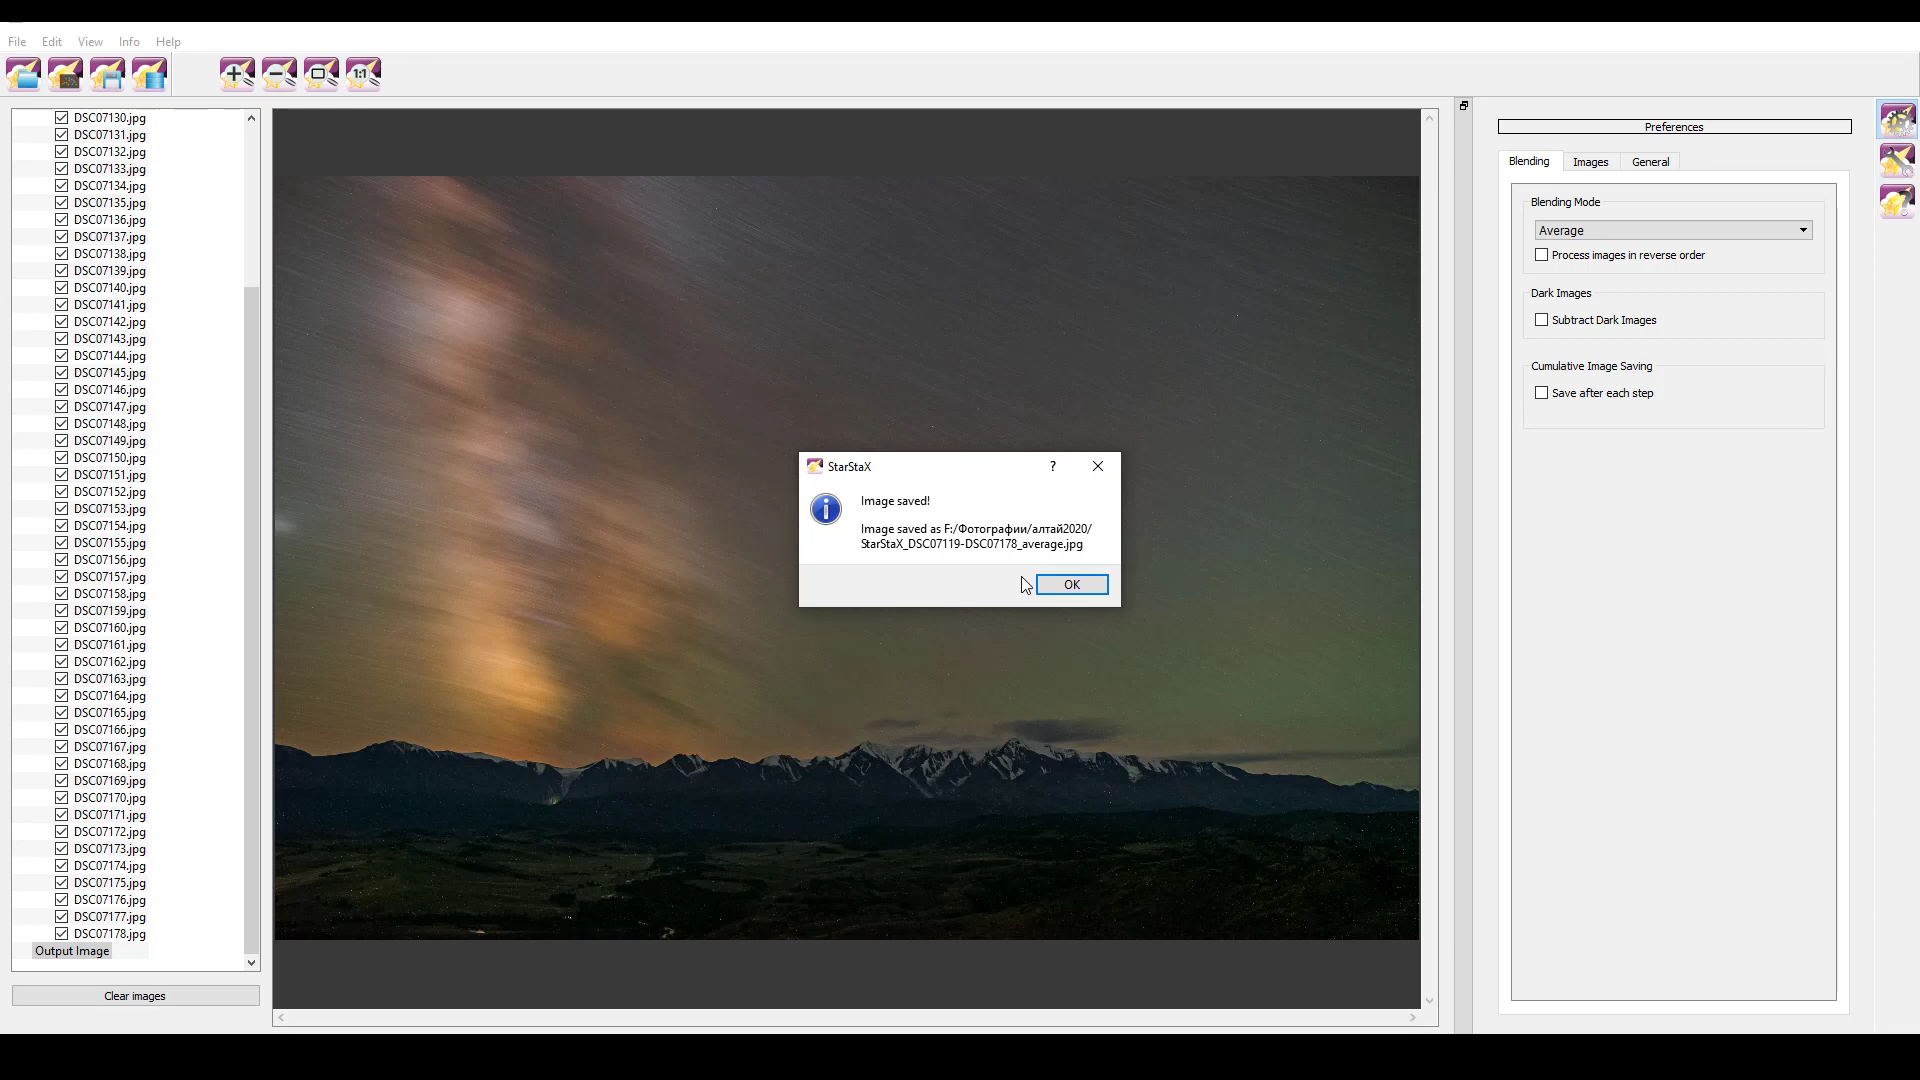 File Edit View Info Help
1:1
DSC07130.jpg
DSC07131.jpg
DSC07132.jpg
DSC07133.jpg
DSC07134.jpg
DSC07135.jpg
DSC07136.jpg
DSC07137.jpg
DSC07138.jpg
DSC07139.jpg
DSC07140.jpg
DSC07141.jpg
DSC07142.jpg
DSC07143.jpg
DSC07144.jpg
DSC07145.jpg
DSC07146.jpg
DSC07147.jpg
DSC07148.jpg
DSC07149.jpg
DSC07150.jpg
DSC07151.jpg
DSC07152.jpg
DSC07153.jpg
DSC07154.jpg
DSC07155.jpg
DSC07156.jpg
DSC07157.jpg
DSC07158.jpg
DSC07159.jpg
DSC07160.jpg
DSC07161.jpg
DSC07162.jpg
DSC07163.jpg
DSC07164.jpg
DSC07165.jpg
DSC07166.jpg
DSC07167.jpg
DSC07168.jpg
DSC07169.jpg
DSC07170.jpg
DSC07171.jpg
DSC07172.jpg
DSC07173.jpg
DSC07174.jpg
DSC07175.jpg
DSC07176.jpg
DSC07177.jpg
DSC07178.jpg
Output Image
Clear images
StarStaX
Image saved!
Image saved as F:/Фотографии/алтай2020/
StarStaX_DSC07119-DSC07178_average.jpg
OK
Preferences
Blending Images General
Blending Mode
Average
Process images in reverse order
Dark Images
Subtract Dark Images
Cumulative Image Saving
Save after each step